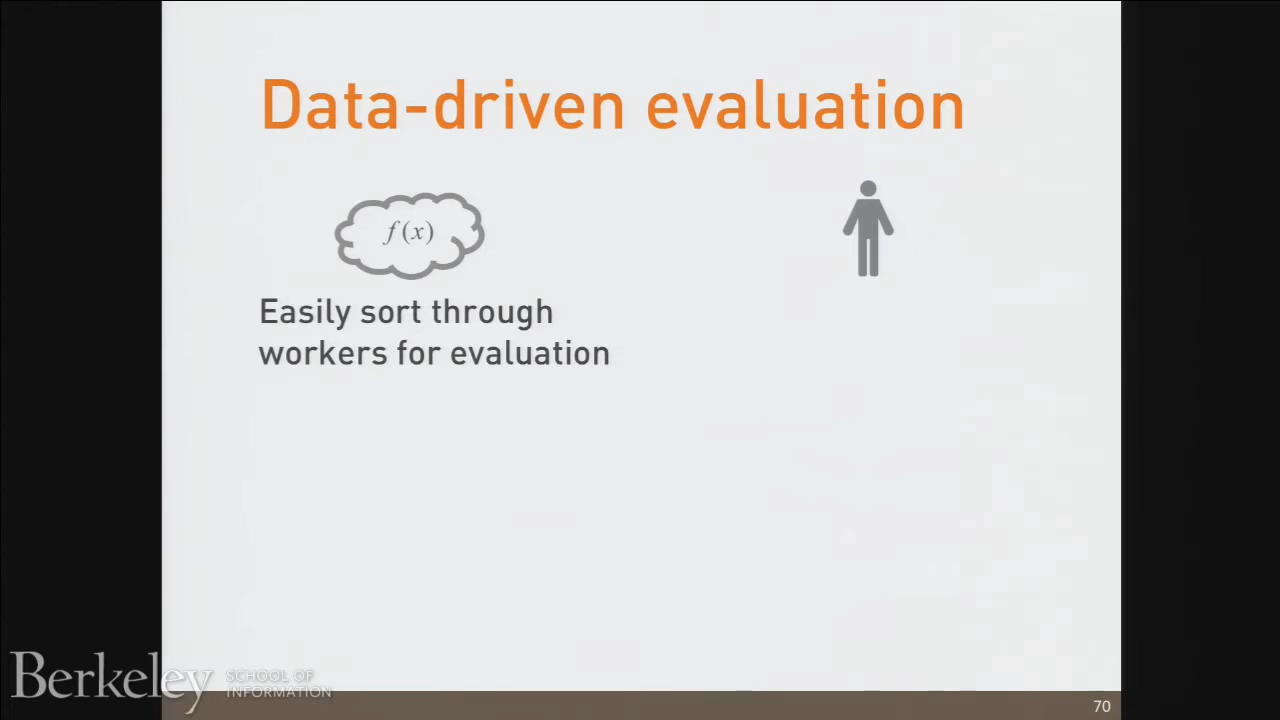 Data-driven evaluation
f(x)
Easily sort through
workers for evaluation
Berkeley
SCHOOL OF
INFORMATION
70